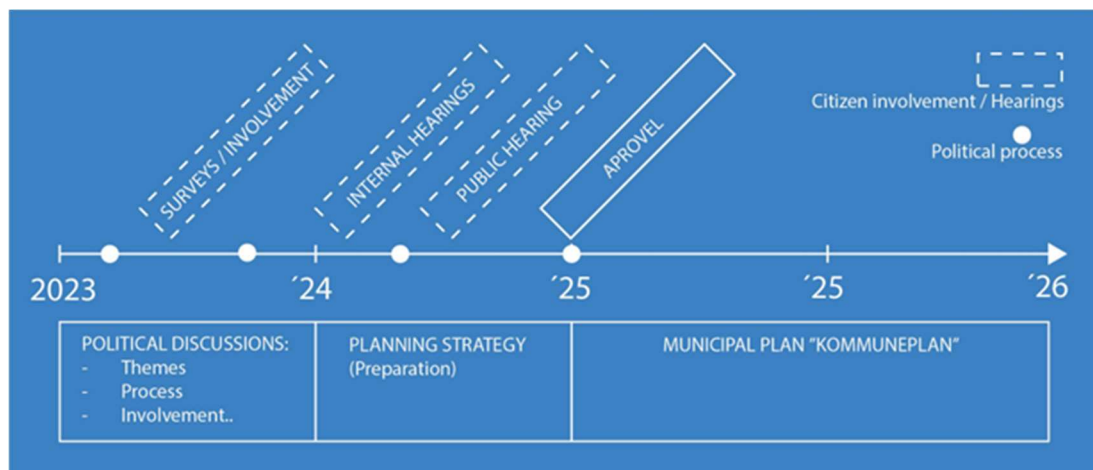 SURVEYS / INVOLVEMENT
INTERNAL HEARINGS
PUBLIC HEARING
APROVEL
Citizen involvement / Hearings
Political process
2023
´24
´25
´25
´26
POLITICAL DISCUSSIONS:
- Themes
- Process
- Involvement..
PLANNING STRATEGY
(Preparation)
MUNICIPAL PLAN "KOMMUNEPLAN"